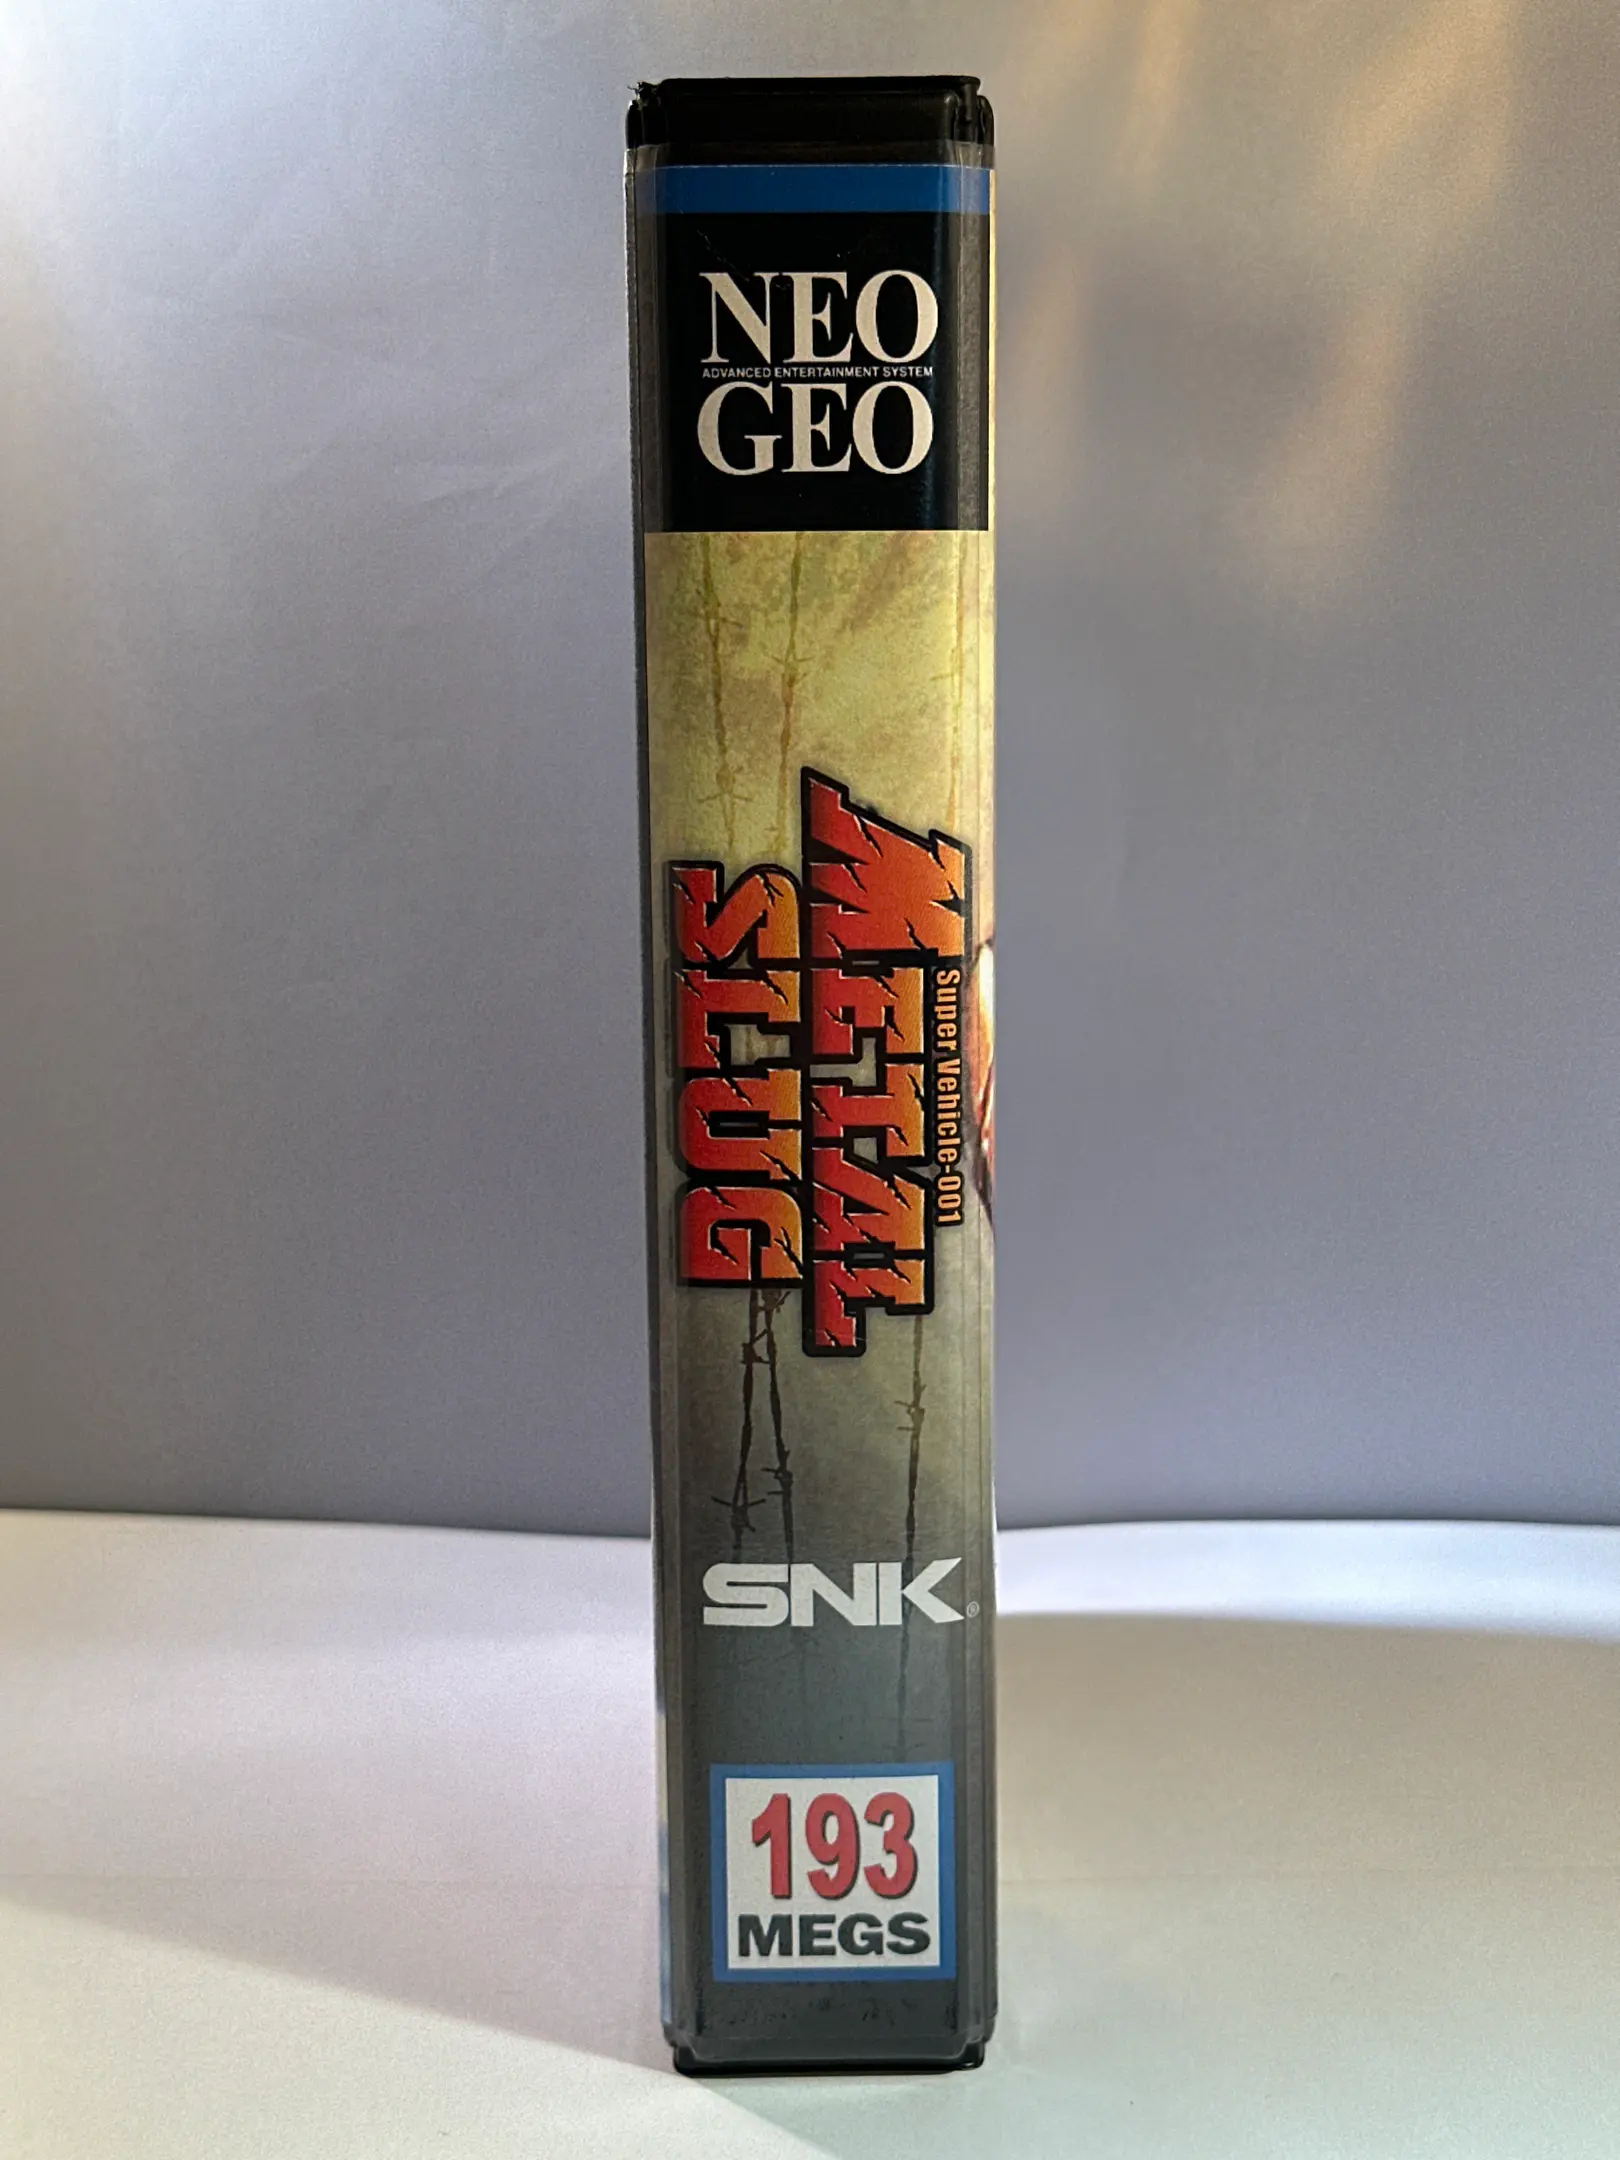 NEO
ADVANCED ENTERTAINMENT SYSTEM
GEO
Super Vehicle-001
METAL
SLUG
SNK®
193
MEGS